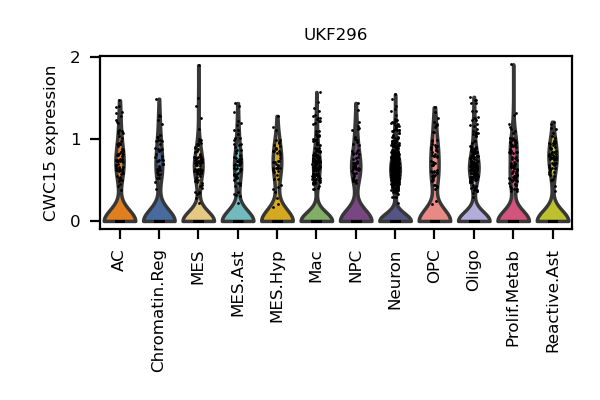 UKF296
CWC15 expression
2
1
0
AC
Chromatin.Reg
MES
MES.Ast
MES.Hyp
Mac
NPC
Neuron
OPC
Oligo
Prolif.Metab
Reactive.Ast